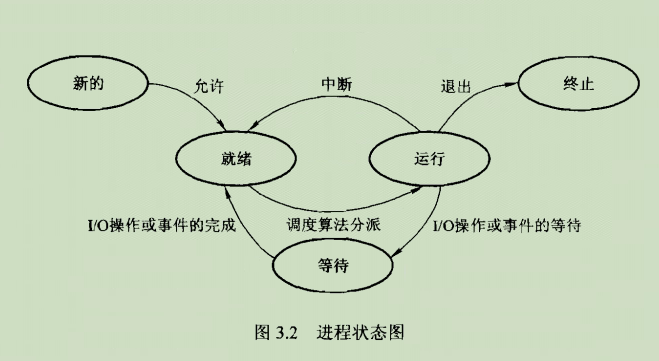 新的
允许
中断
退出
终止
就绪
运行
I/O操作或事件的完成
调度算法分派
I/O操作或事件的等待
等待
图 3.2 进程状态图